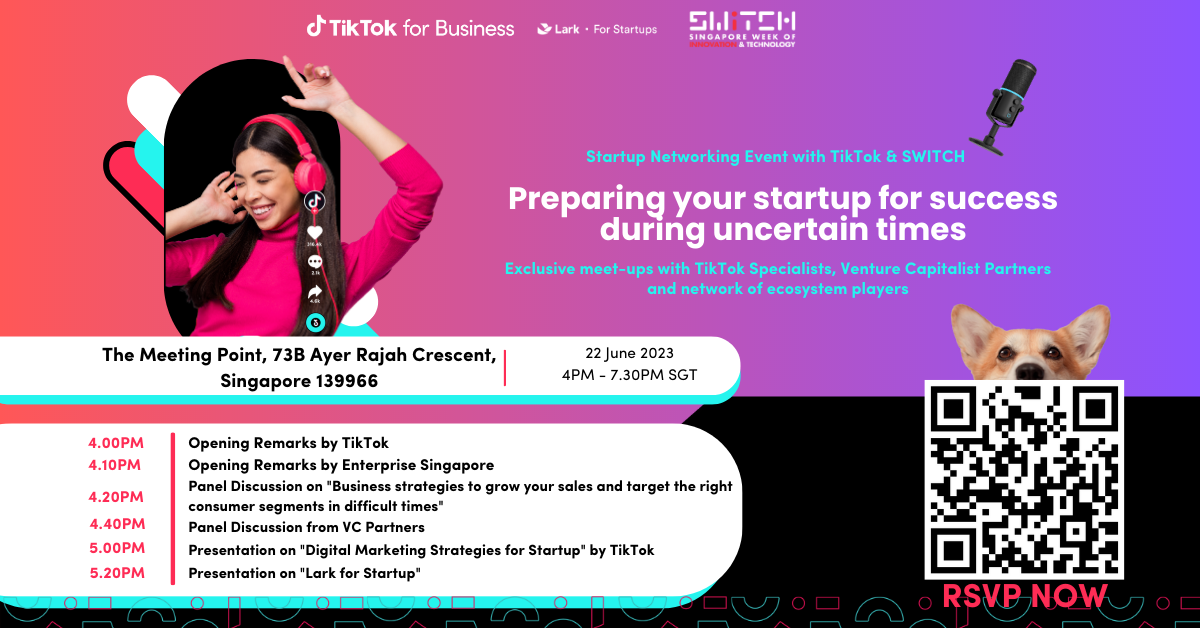 TikTok for Business
Lark · For Startups
SWITCH
SINGAPORE WEEK OF
INNOVATION & TECHNOLOGY
Startup Networking Event with TikTok & SWITCH
Preparing your startup for success
during uncertain times
Exclusive meet-ups with TikTok Specialists, Venture Capitalist Partners
and network of ecosystem players
316.4k
2.1k
4.6k
The Meeting Point, 73B Ayer Rajah Crescent,
Singapore 139966
22 June 2023
4PM - 7.30PM SGT
4.00PM Opening Remarks by TikTok
4.10PM Opening Remarks by Enterprise Singapore
4.20PM Panel Discussion on "Business strategies to grow your sales and target the right
consumer segments in difficult times"
4.40PM Panel Discussion from VC Partners
5.00PM Presentation on "Digital Marketing Strategies for Startup" by TikTok
5.20PM Presentation on "Lark for Startup"
RSVP NOW